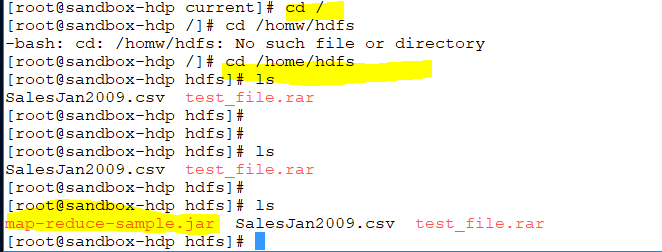 [root@sandbox-hdp current]# cd /
[root@sandbox-hdp /]# cd /homw/hdfs
-bash: cd: /homw/hdfs: No such file or directory
[root@sandbox-hdp /]# cd /home/hdfs
[root@sandbox-hdp hdfs]# ls
SalesJan2009.csv  test_file.rar
[root@sandbox-hdp hdfs]#
[root@sandbox-hdp hdfs]#
[root@sandbox-hdp hdfs]# ls
SalesJan2009.csv  test_file.rar
[root@sandbox-hdp hdfs]#
[root@sandbox-hdp hdfs]# ls
map-reduce-sample.jar  SalesJan2009.csv  test_file.rar
[root@sandbox-hdp hdfs]#